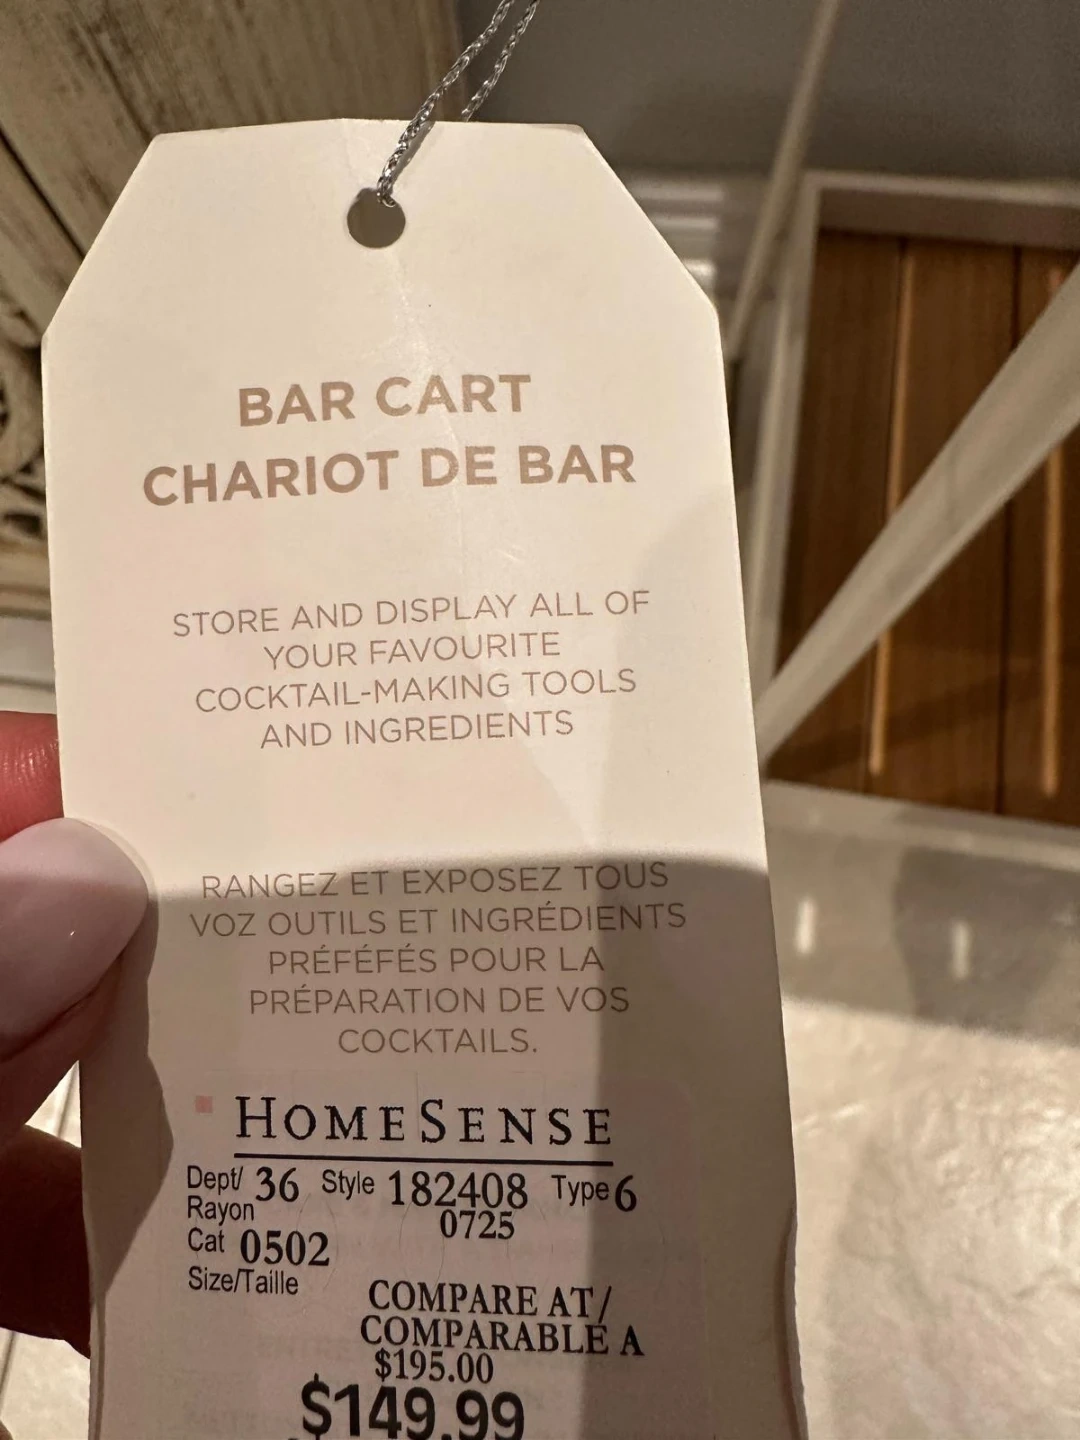 BAR CART
CHARIOT DE BAR
STORE AND DISPLAY ALL OF
YOUR FAVOURITE
COCKTAIL-MAKING TOOLS
AND INGREDIENTS
RANGEZ ET EXPOSEZ TOUS
VOZ OUTILS ET INGRÉDIENTS
PRÉFÉFÉS POUR LA
PRÉPARATION DE VOS
COCKTAILS.
HOMESENSE
Dept/ 36 Style 182408 Type 6
Rayon 0725
Cat 0502
Size/Taille
COMPARE AT/
COMPARABLE A
$195.00
$149.99